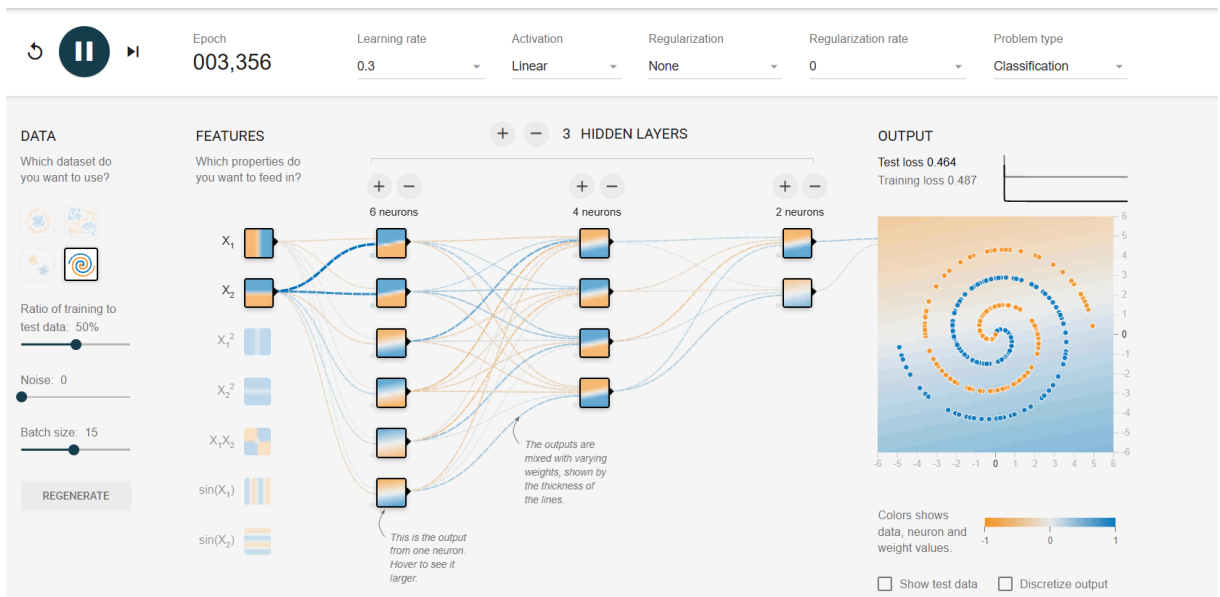 Epoch
003,356
Learning rate
0.3
Activation
Linear
Regularization
None
Regularization rate
0
Problem type
Classification
DATA
Which dataset do
you want to use?
Ratio of training to
test data: 50%
Noise: 0
Batch size: 15
REGENERATE
FEATURES
Which properties do
you want to feed in?
X₁
X₂
X₁²
X₂²
X₁X₂
sin(X₁)
sin(X₂)
+ − 3 HIDDEN LAYERS
+ −
6 neurons
+ −
4 neurons
+ −
2 neurons
The outputs are
mixed with varying
weights, shown by
the thickness of
the lines.
This is the output
from one neuron.
Hover to see it
larger.
OUTPUT
Test loss 0.464
Training loss 0.487
6
5
4
3
2
1
0
-1
-2
-3
-4
-5
-6
-6 -5 -4 -3 -2 -1 0 1 2 3 4 5 6
Colors shows
data, neuron and
weight values.
-1 0 1
Show test data
Discretize output